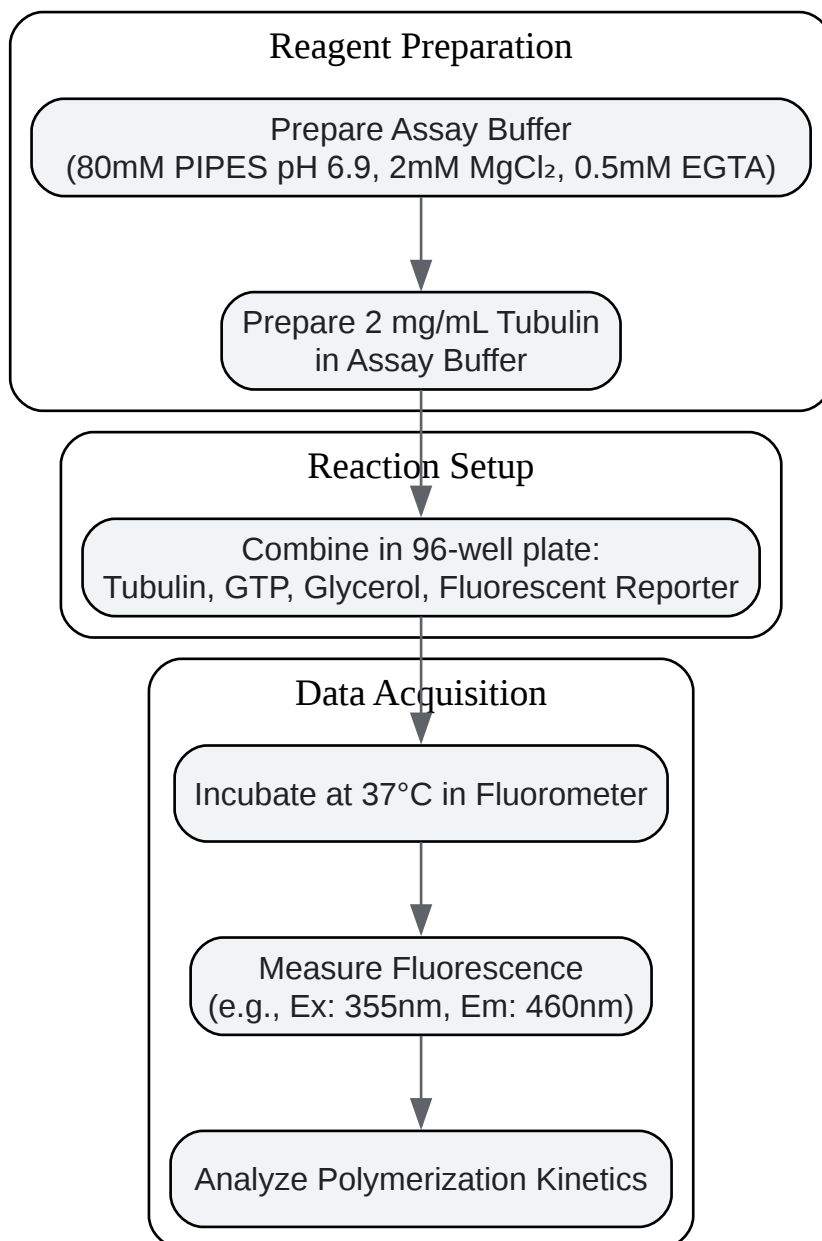 Reagent Preparation
Prepare Assay Buffer
(80mM PIPES pH 6.9, 2mM MgCl₂, 0.5mM EGTA)
Prepare 2 mg/mL Tubulin
in Assay Buffer
Reaction Setup
Combine in 96-well plate:
Tubulin, GTP, Glycerol, Fluorescent Reporter
Data Acquisition
Incubate at 37°C in Fluorometer
Measure Fluorescence
(e.g., Ex: 355nm, Em: 460nm)
Analyze Polymerization Kinetics